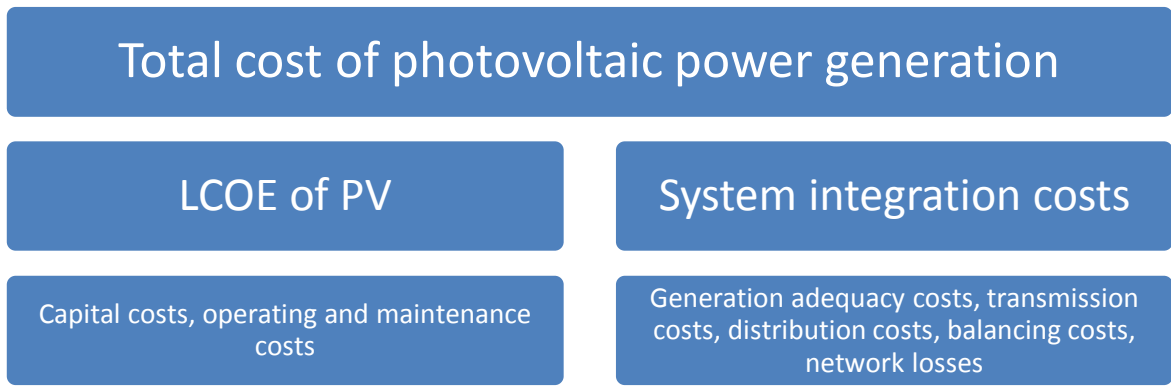 Total cost of photovoltaic power generation
LCOE of PV
System integration costs
Capital costs, operating and maintenance
costs
Generation adequacy costs, transmission
costs, distribution costs, balancing costs,
network losses